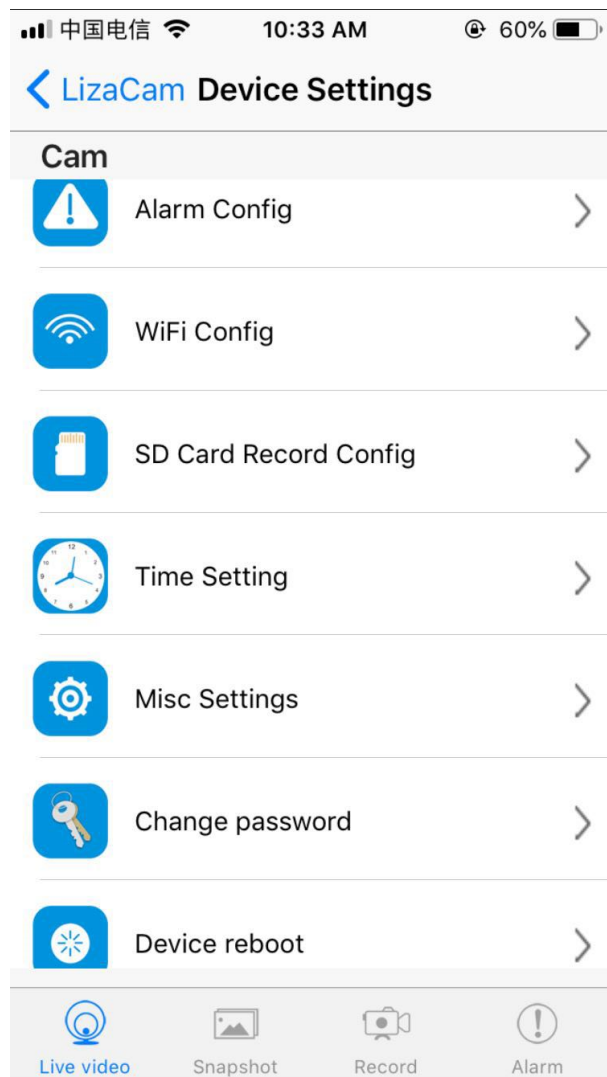 中国电信 10:33 AM 60%
LizaCam Device Settings
Cam
Alarm Config
WiFi Config
SD Card Record Config
Time Setting
Misc Settings
Change password
Device reboot
Live video Snapshot Record Alarm